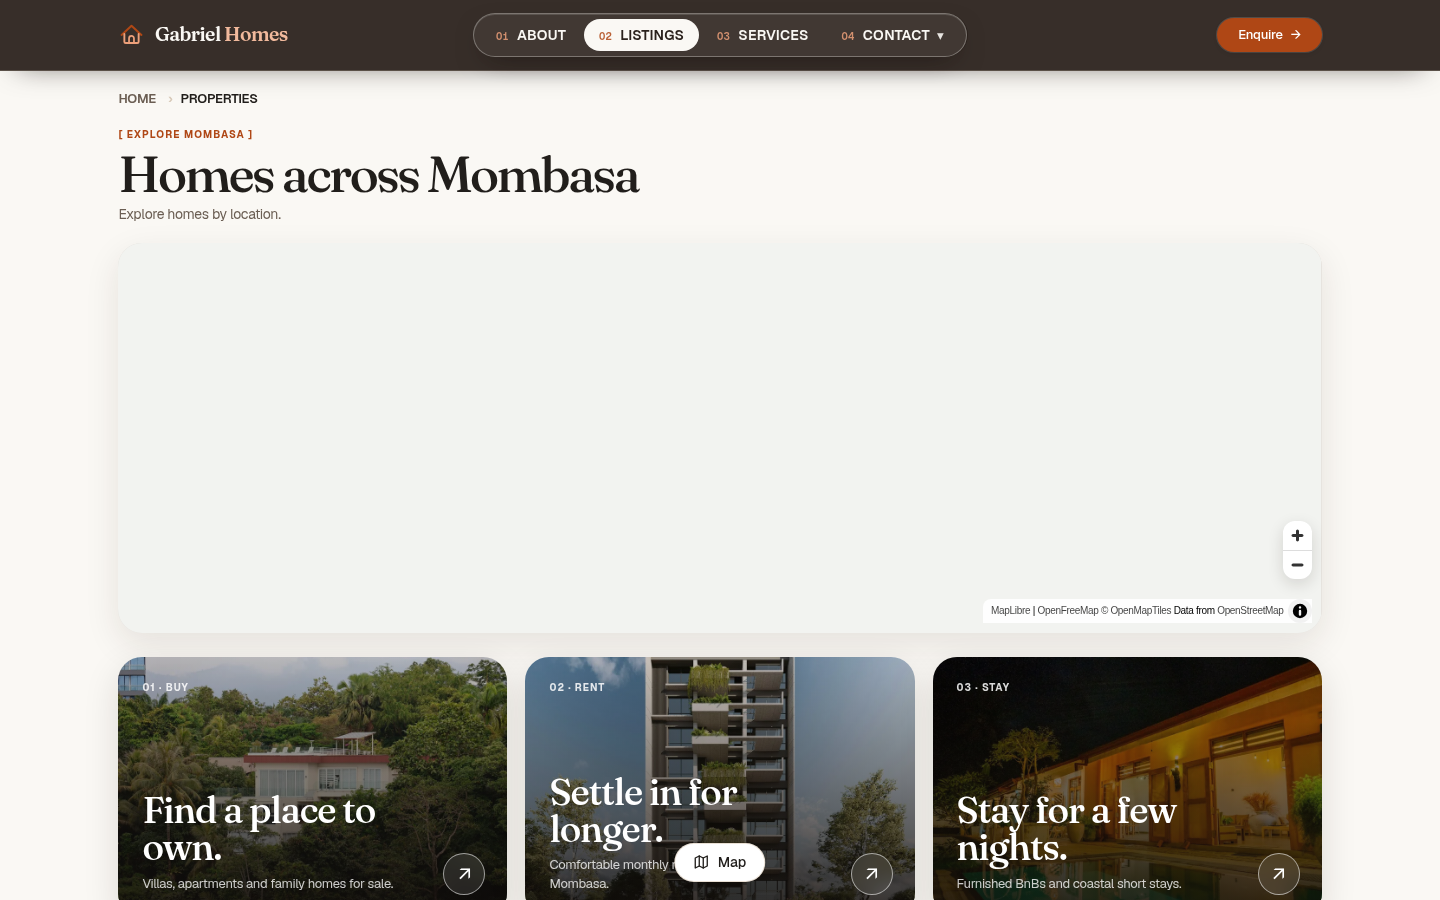 Gabriel Homes
01 ABOUT
02 LISTINGS
03 SERVICES
04 CONTACT ▾
Enquire →
HOME › PROPERTIES
[ EXPLORE MOMBASA ]
Homes across Mombasa
Explore homes by location.
MapLibre | OpenFreeMap © OpenMapTiles Data from OpenStreetMap
01 · BUY
Find a place to
own.
Villas, apartments and family homes for sale.
02 · RENT
Settle in for
longer.
Comfortable monthly
Mombasa.
Map
03 · STAY
Stay for a few
nights.
Furnished BnBs and coastal short stays.